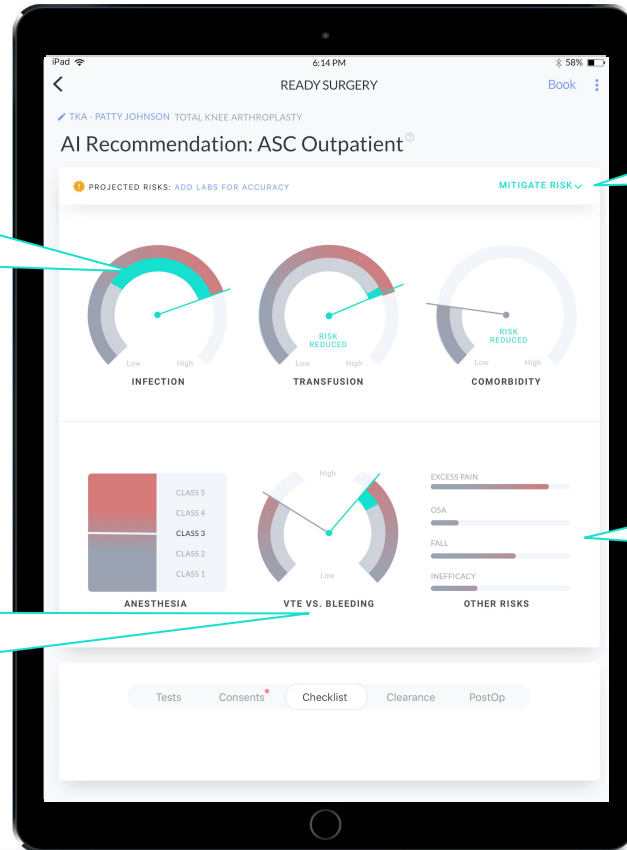 iPad 6:14 PM 58%
READY SURGERY Book
TKA - PATTY JOHNSON TOTAL KNEE ARTHROPLASTY
AI Recommendation: ASC Outpatient ?
! PROJECTED RISKS: ADD LABS FOR ACCURACY MITIGATE RISK
Low High
INFECTION
RISK
REDUCED
Low High
TRANSFUSION
RISK
REDUCED
Low High
COMORBIDITY
CLASS 5
CLASS 4
CLASS 3
CLASS 2
CLASS 1
ANESTHESIA
High
Low
VTE VS. BLEEDING
EXCESS PAIN
OSA
FALL
INEFFICACY
OTHER RISKS
Tests Consents Checklist Clearance PostOp